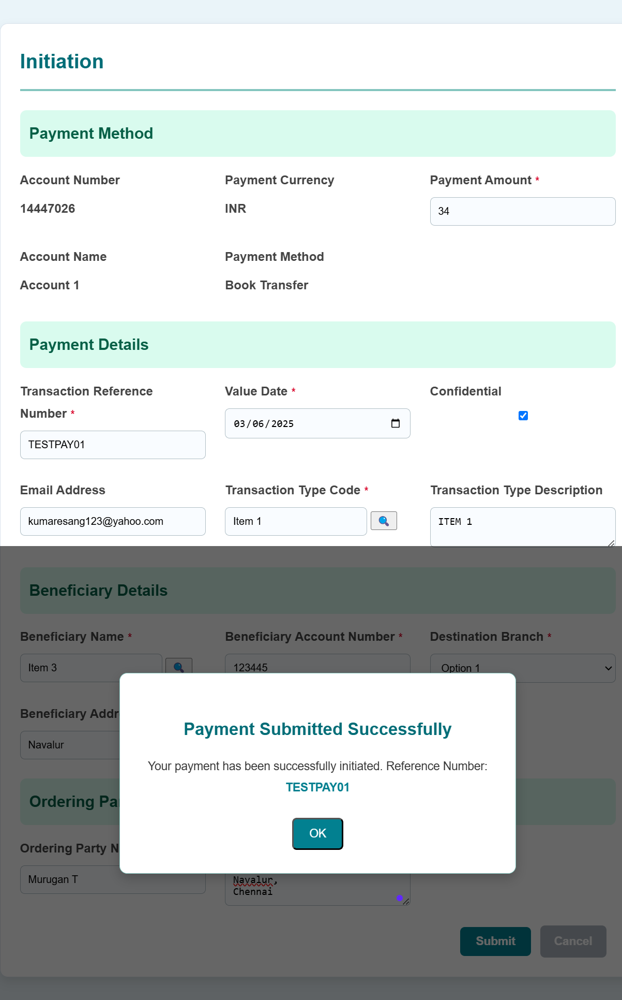 Initiation
Payment Method
Account Number
14447026
Payment Currency
INR
Payment Amount *
34
Account Name
Account 1
Payment Method
Book Transfer
Payment Details
Transaction Reference
Number *
TESTPAY01
Value Date *
03/06/2025
Confidential
Email Address
kumaresang123@yahoo.com
Transaction Type Code *
Item 1
Transaction Type Description
ITEM 1
Beneficiary Details
Beneficiary Name *
Item 3
Beneficiary Account Number *
123445
Destination Branch *
Option 1
Beneficiary Addr
Navalur
Payment Submitted Successfully
Your payment has been successfully initiated. Reference Number:
TESTPAY01
OK
Ordering Pa
Ordering Party N
Murugan T
Navalur,
Chennai
Submit
Cancel